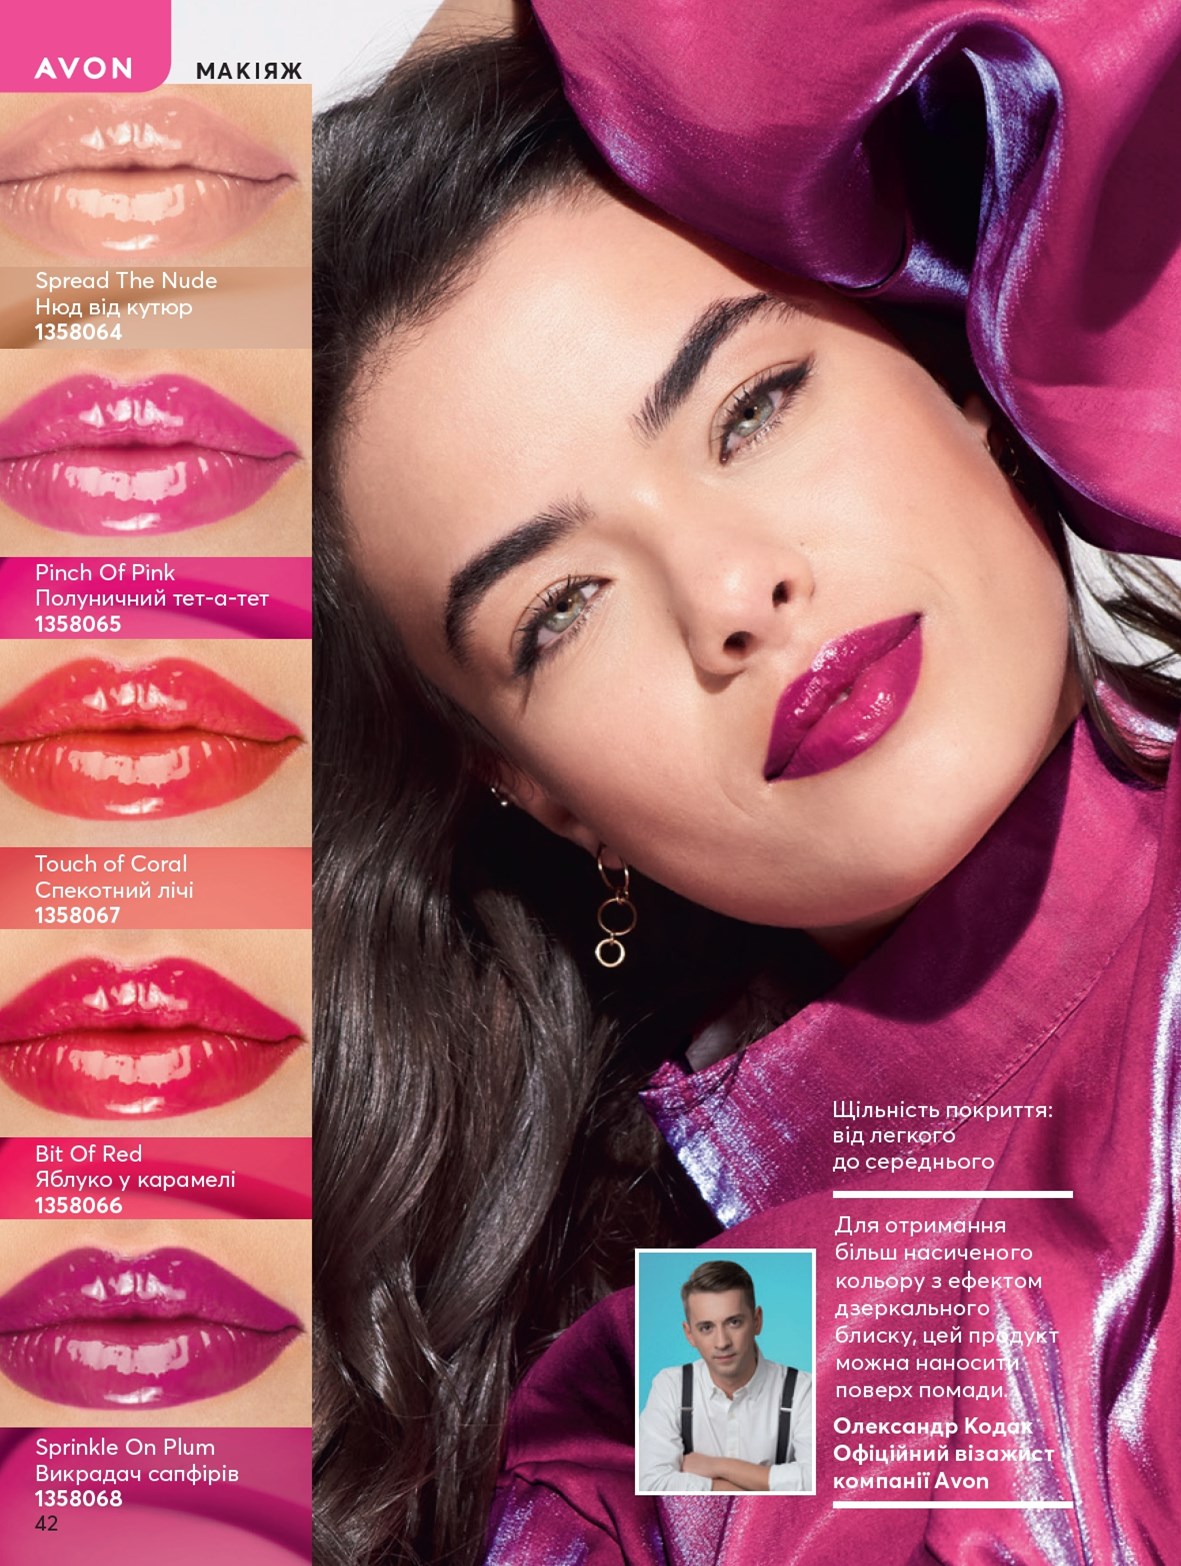 AVON
МАКІЯЖ
Spread The Nude
Нюд від кутюр
1358064
Pinch Of Pink
Полуничний тет-а-тет
1358065
Touch of Coral
Спекотний лічі
1358067
Bit Of Red
Яблуко у карамелі
1358066
Sprinkle On Plum
Викрадач сапфірів
1358068
42
Щільність покриття:
від легкого
до середнього
Для отримання
більш насиченого
кольору з ефектом
дзеркального
блиску, цей продукт
можна наносити
поверх помади.
Олександр Кодак
Офіційний візажист
компанії Avon